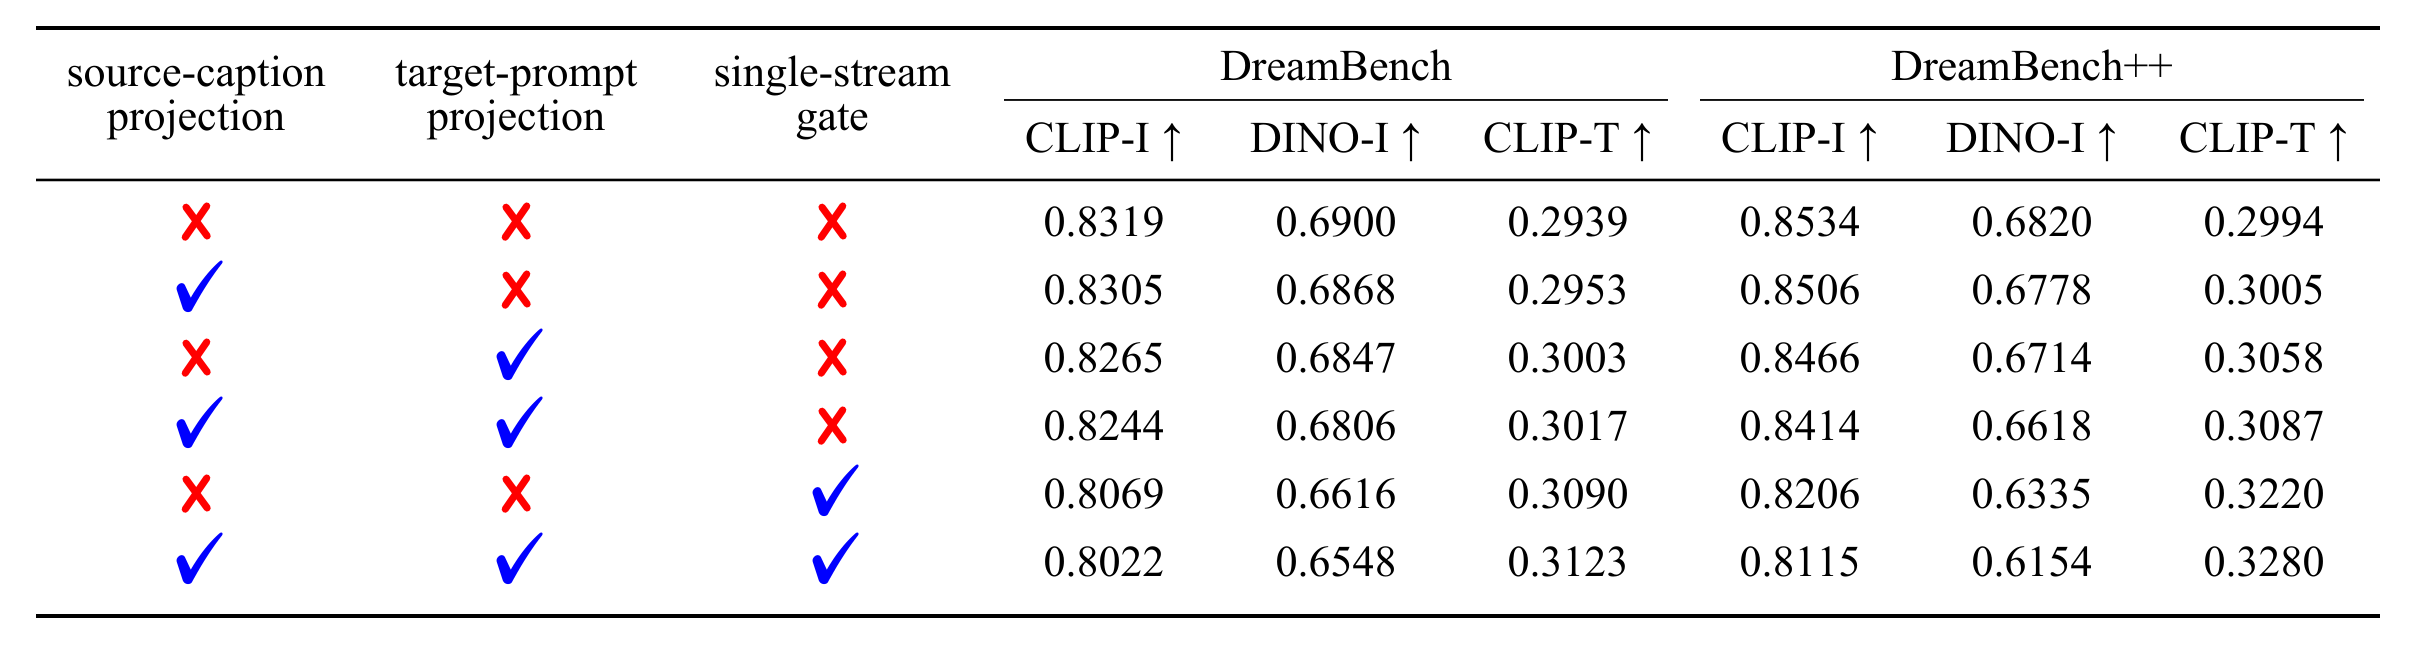 source-caption projection target-prompt projection single-stream gate DreamBench DreamBench++
CLIP-I ↑ DINO-I ↑ CLIP-T ↑ CLIP-I ↑ DINO-I ↑ CLIP-T ↑
✗ ✗ ✗ 0.8319 0.6900 0.2939 0.8534 0.6820 0.2994
✓ ✗ ✗ 0.8305 0.6868 0.2953 0.8506 0.6778 0.3005
✗ ✓ ✗ 0.8265 0.6847 0.3003 0.8466 0.6714 0.3058
✓ ✓ ✗ 0.8244 0.6806 0.3017 0.8414 0.6618 0.3087
✗ ✗ ✓ 0.8069 0.6616 0.3090 0.8206 0.6335 0.3220
✓ ✓ ✓ 0.8022 0.6548 0.3123 0.8115 0.6154 0.3280